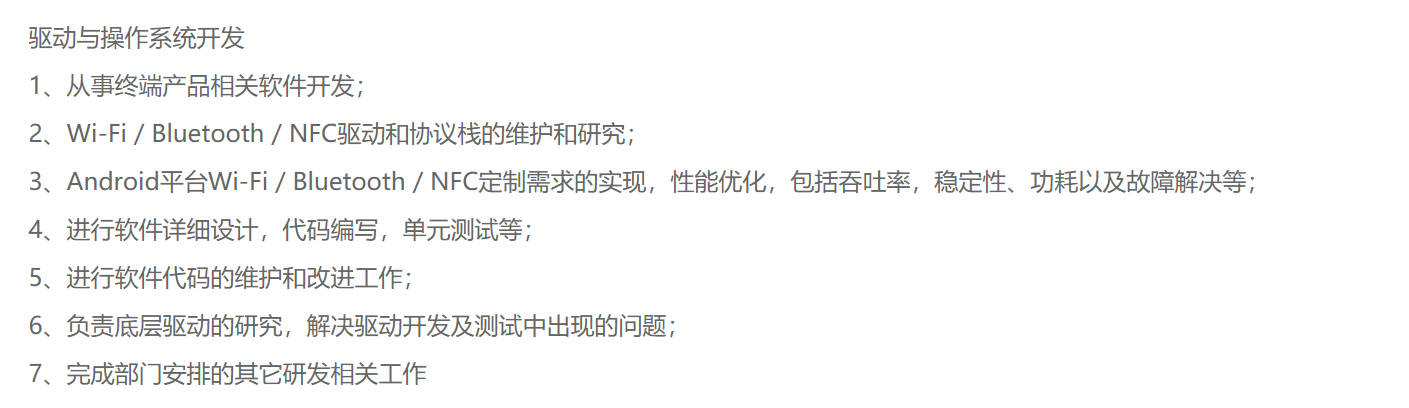 驱动与操作系统开发
1、从事终端产品相关软件开发；
2、Wi-Fi / Bluetooth / NFC驱动和协议栈的维护和研究；
3、Android平台Wi-Fi / Bluetooth / NFC定制需求的实现，性能优化，包括吞吐率，稳定性、功耗以及故障解决等；
4、进行软件详细设计，代码编写，单元测试等；
5、进行软件代码的维护和改进工作；
6、负责底层驱动的研究，解决驱动开发及测试中出现的问题；
7、完成部门安排的其它研发相关工作